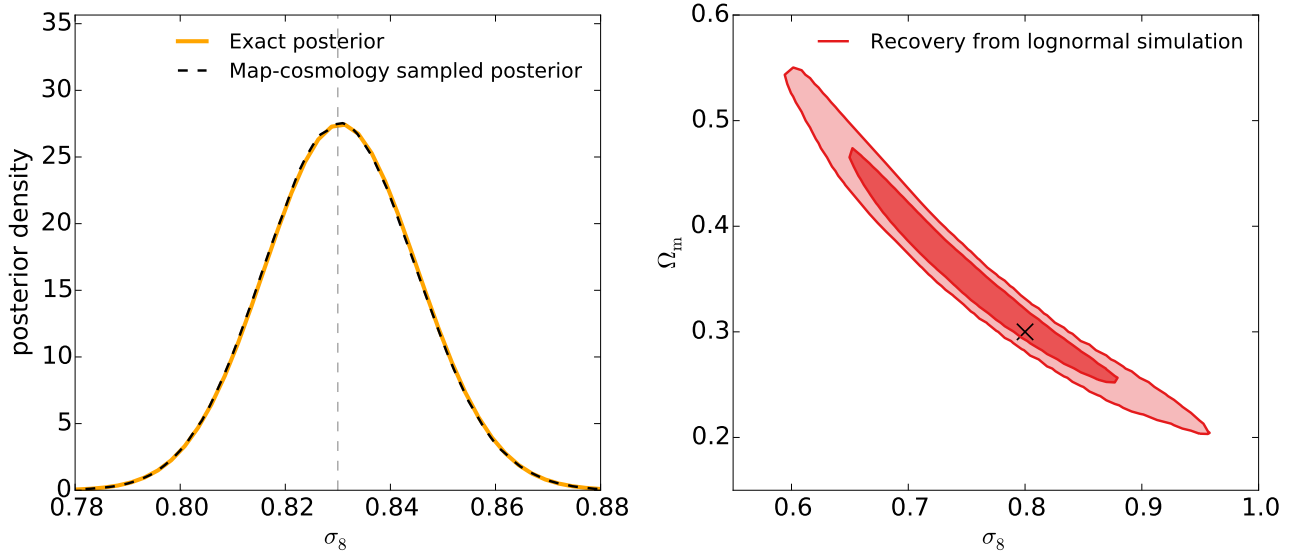 Exact posterior
Map-cosmology sampled posterior
posterior density
35
30
25
20
15
10
5
0
0.78 0.80 0.82 0.84 0.86 0.88
σ₈
Recovery from lognormal simulation
Ωₘ
0.6
0.5
0.4
0.3
0.2
0.6 0.7 0.8 0.9 1.0
σ₈